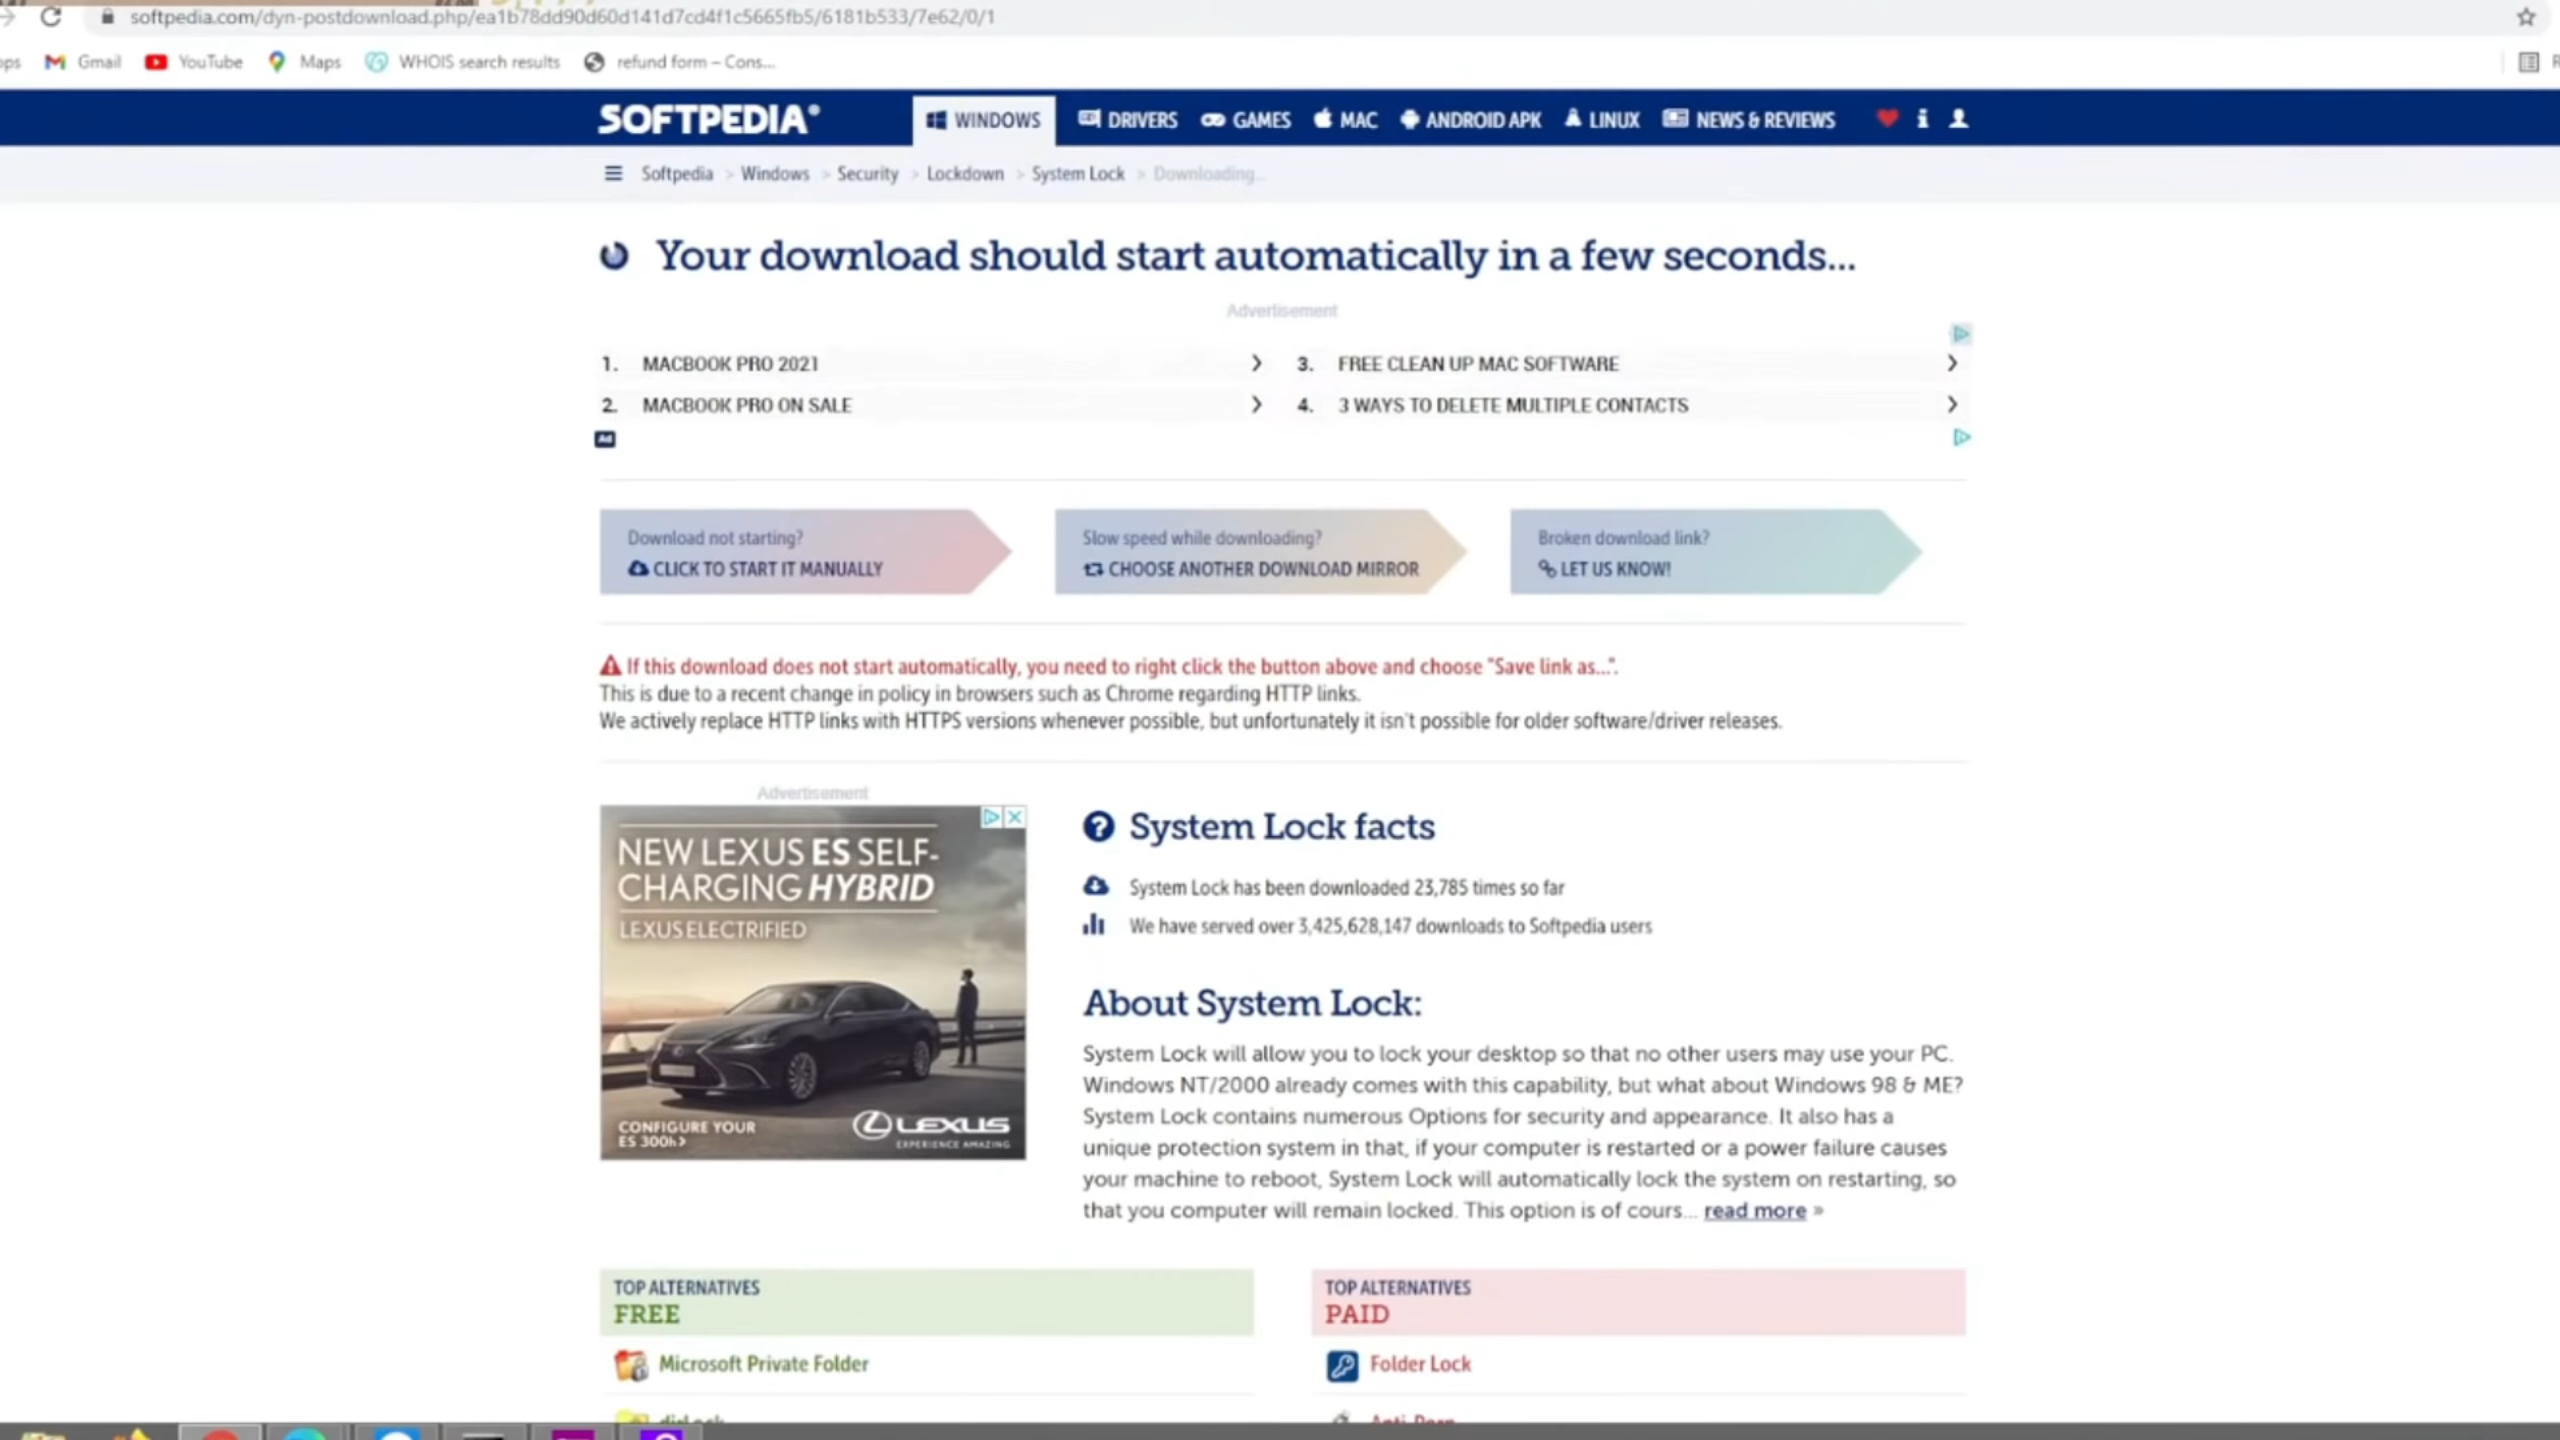 softpedia.com/dyn-postdownload.php/ea1b78dd90d60d141d7cd4f1c5665fb5/6181b533/7e62/0/1
Gmail YouTube Maps WHOIS search results refund form – Cons...
SOFTPEDIA® WINDOWS DRIVERS GAMES MAC ANDROID APK LINUX NEWS & REVIEWS
Softpedia > Windows > Security > Lockdown > System Lock > Downloading...
Your download should start automatically in a few seconds...
Advertisement
1. MACBOOK PRO 2021
2. MACBOOK PRO ON SALE
3. FREE CLEAN UP MAC SOFTWARE
4. 3 WAYS TO DELETE MULTIPLE CONTACTS
Ad
Download not starting?
CLICK TO START IT MANUALLY
Slow speed while downloading?
CHOOSE ANOTHER DOWNLOAD MIRROR
Broken download link?
LET US KNOW!
If this download does not start automatically, you need to right click the button above and choose "Save link as...".
This is due to a recent change in policy in browsers such as Chrome regarding HTTP links.
We actively replace HTTP links with HTTPS versions whenever possible, but unfortunately it isn't possible for older software/driver releases.
Advertisement
NEW LEXUS ES SELF-
CHARGING HYBRID
LEXUS ELECTRIFIED
CONFIGURE YOUR
ES 300h>
LEXUS
EXPERIENCE AMAZING
System Lock facts
System Lock has been downloaded 23,785 times so far
We have served over 3,425,628,147 downloads to Softpedia users
About System Lock:
System Lock will allow you to lock your desktop so that no other users may use your PC.
Windows NT/2000 already comes with this capability, but what about Windows 98 & ME?
System Lock contains numerous Options for security and appearance. It also has a
unique protection system in that, if your computer is restarted or a power failure causes
your machine to reboot, System Lock will automatically lock the system on restarting, so
that you computer will remain locked. This option is of cours... read more »
TOP ALTERNATIVES
FREE
Microsoft Private Folder
TOP ALTERNATIVES
PAID
Folder Lock